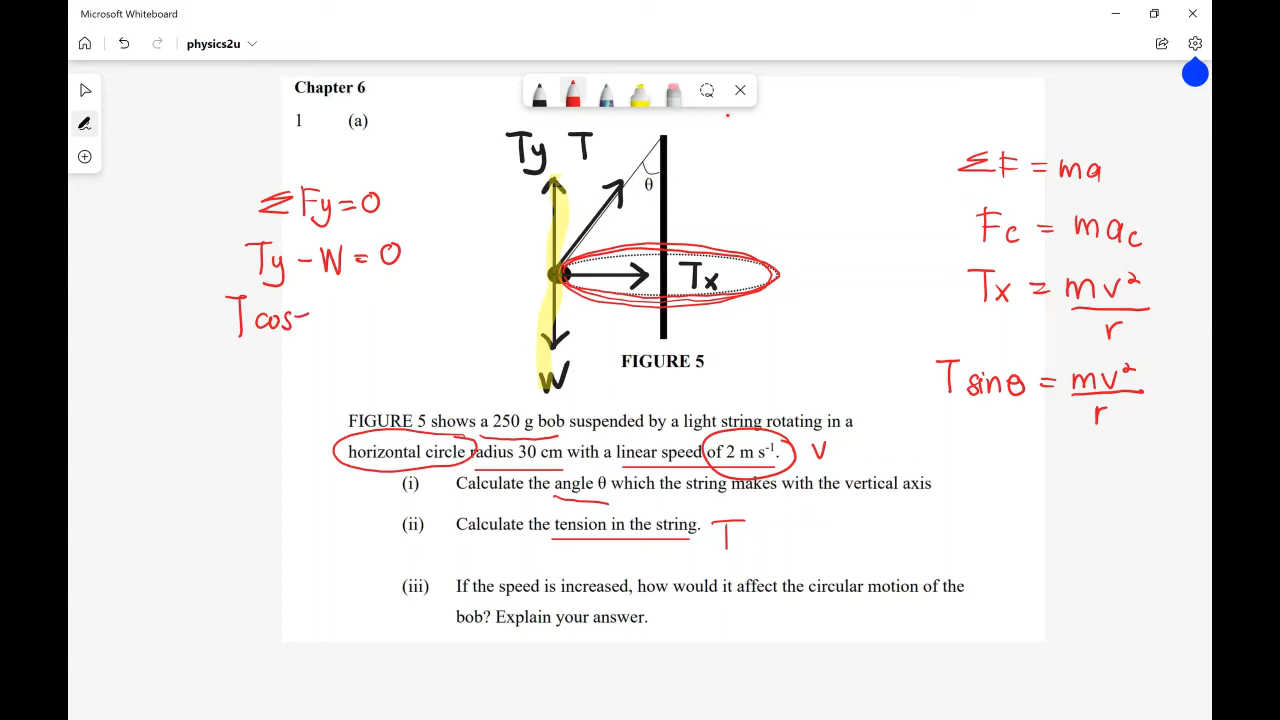 Microsoft Whiteboard
physics2u
Chapter 6
1 (a)
Ty T
θ
Tx
W
FIGURE 5
ΣFy = 0
Ty - W = 0
T cos
ΣF = ma
Fc = mac
Tx = mv²/r
T sinθ = mv²/r
FIGURE 5 shows a 250 g bob suspended by a light string rotating in a
horizontal circle radius 30 cm with a linear speed of 2 m s⁻¹. v
(i) Calculate the angle θ which the string makes with the vertical axis
(ii) Calculate the tension in the string. T
(iii) If the speed is increased, how would it affect the circular motion of the
bob? Explain your answer.